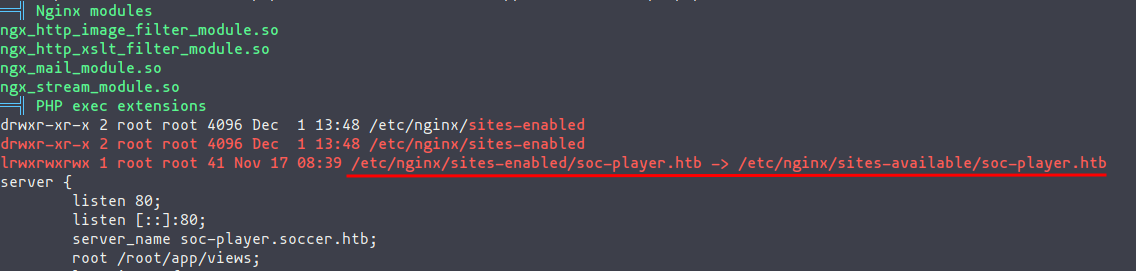 Nginx modules
ngx_http_image_filter_module.so
ngx_http_xslt_filter_module.so
ngx_mail_module.so
ngx_stream_module.so
PHP exec extensions
drwxr-xr-x 2 root root 4096 Dec  1 13:48 /etc/nginx/sites-enabled
drwxr-xr-x 2 root root 4096 Dec  1 13:48 /etc/nginx/sites-enabled
lrwxrwxrwx 1 root root 41 Nov 17 08:39 /etc/nginx/sites-enabled/soc-player.htb -> /etc/nginx/sites-available/soc-player.htb
server {
        listen 80;
        listen [::]:80;
        server_name soc-player.soccer.htb;
        root /root/app/views;